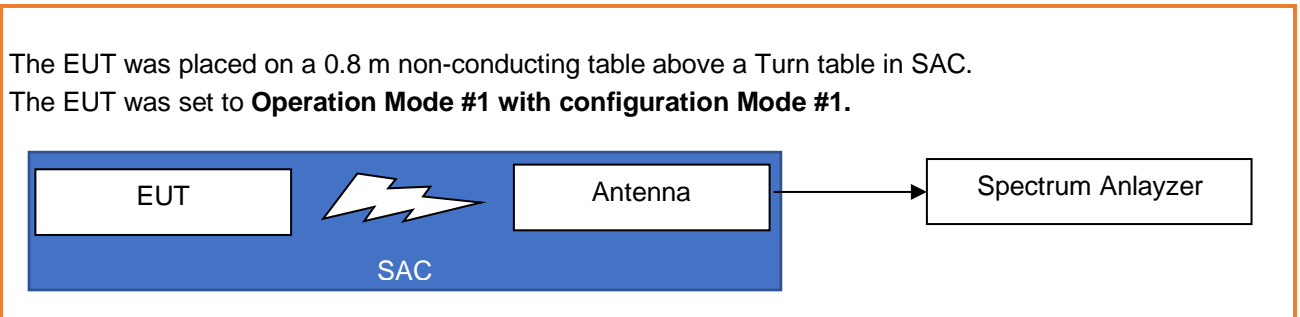 The EUT was placed on a 0.8 m non-conducting table above a Turn table in SAC.
The EUT was set to Operation Mode #1 with configuration Mode #1.
EUT
Antenna
Spectrum Anlayzer
SAC